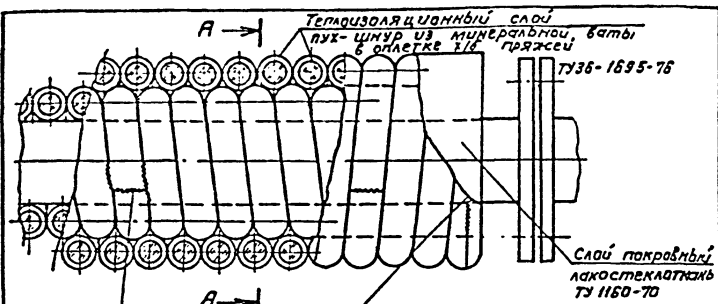 А
Теплоизоляционный слой
пух-шнур из минеральной ваты
в оплетке х/б пряжей
ТУ36-1695-76
Слой покровный
лакостеклоткань
ТУ 1160-70
А